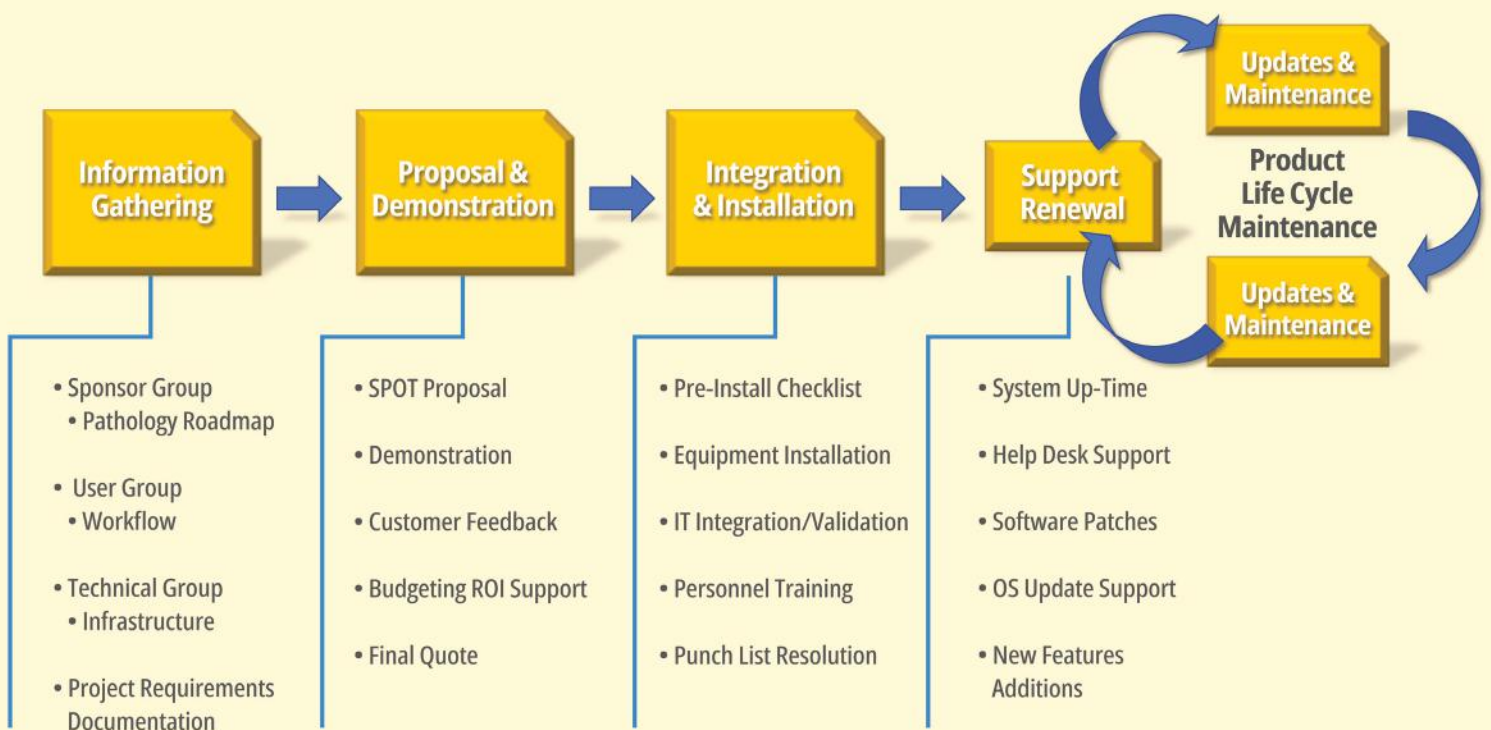 Information
Gathering
Proposal &
Demonstration
Integration
& Installation
Support
Renewal
Updates &
Maintenance
Product
Life Cycle
Maintenance
Updates &
Maintenance
• Sponsor Group
• Pathology Roadmap
• User Group
• Workflow
• Technical Group
• Infrastructure
• Project Requirements
Documentation
• SPOT Proposal
• Demonstration
• Customer Feedback
• Budgeting ROI Support
• Final Quote
• Pre-Install Checklist
• Equipment Installation
• IT Integration/Validation
• Personnel Training
• Punch List Resolution
• System Up-Time
• Help Desk Support
• Software Patches
• OS Update Support
• New Features
Additions